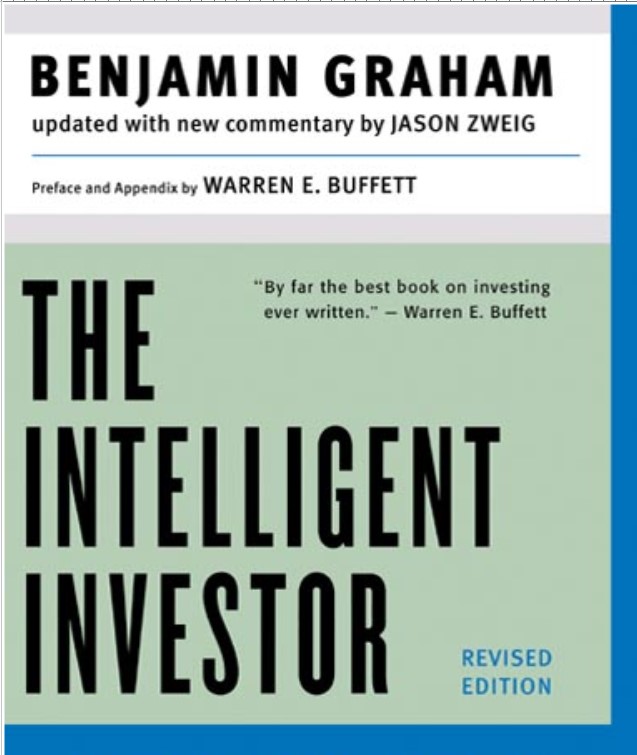 BENJAMIN GRAHAM
updated with new commentary by JASON ZWEIG
Preface and Appendix by WARREN E. BUFFETT
"By far the best book on investing
ever written." — Warren E. Buffett
THE
INTELLIGENT
INVESTOR
REVISED
EDITION